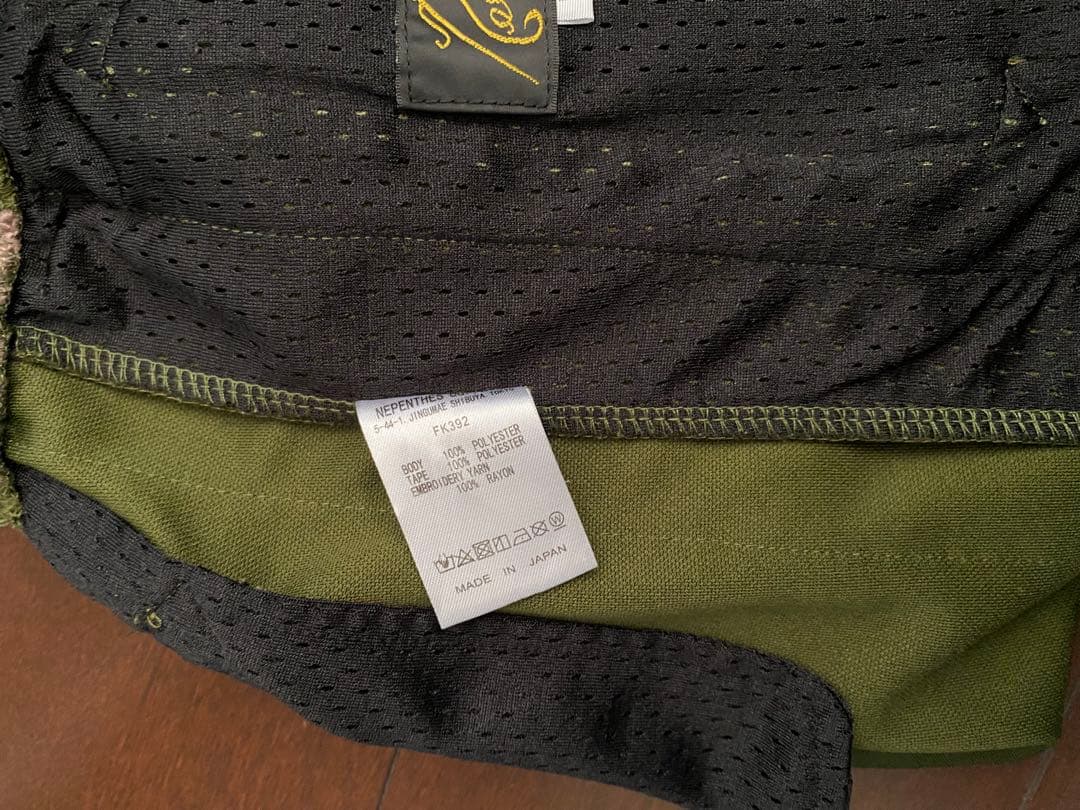 NEPENTHES
5-44-1. JINGUMAE SHIBUYA
FK392
BODY 100% POLYESTER
TAPE 100% POLYESTER
EMBROIDERY YARN
100% RAYON
W
MADE IN JAPAN